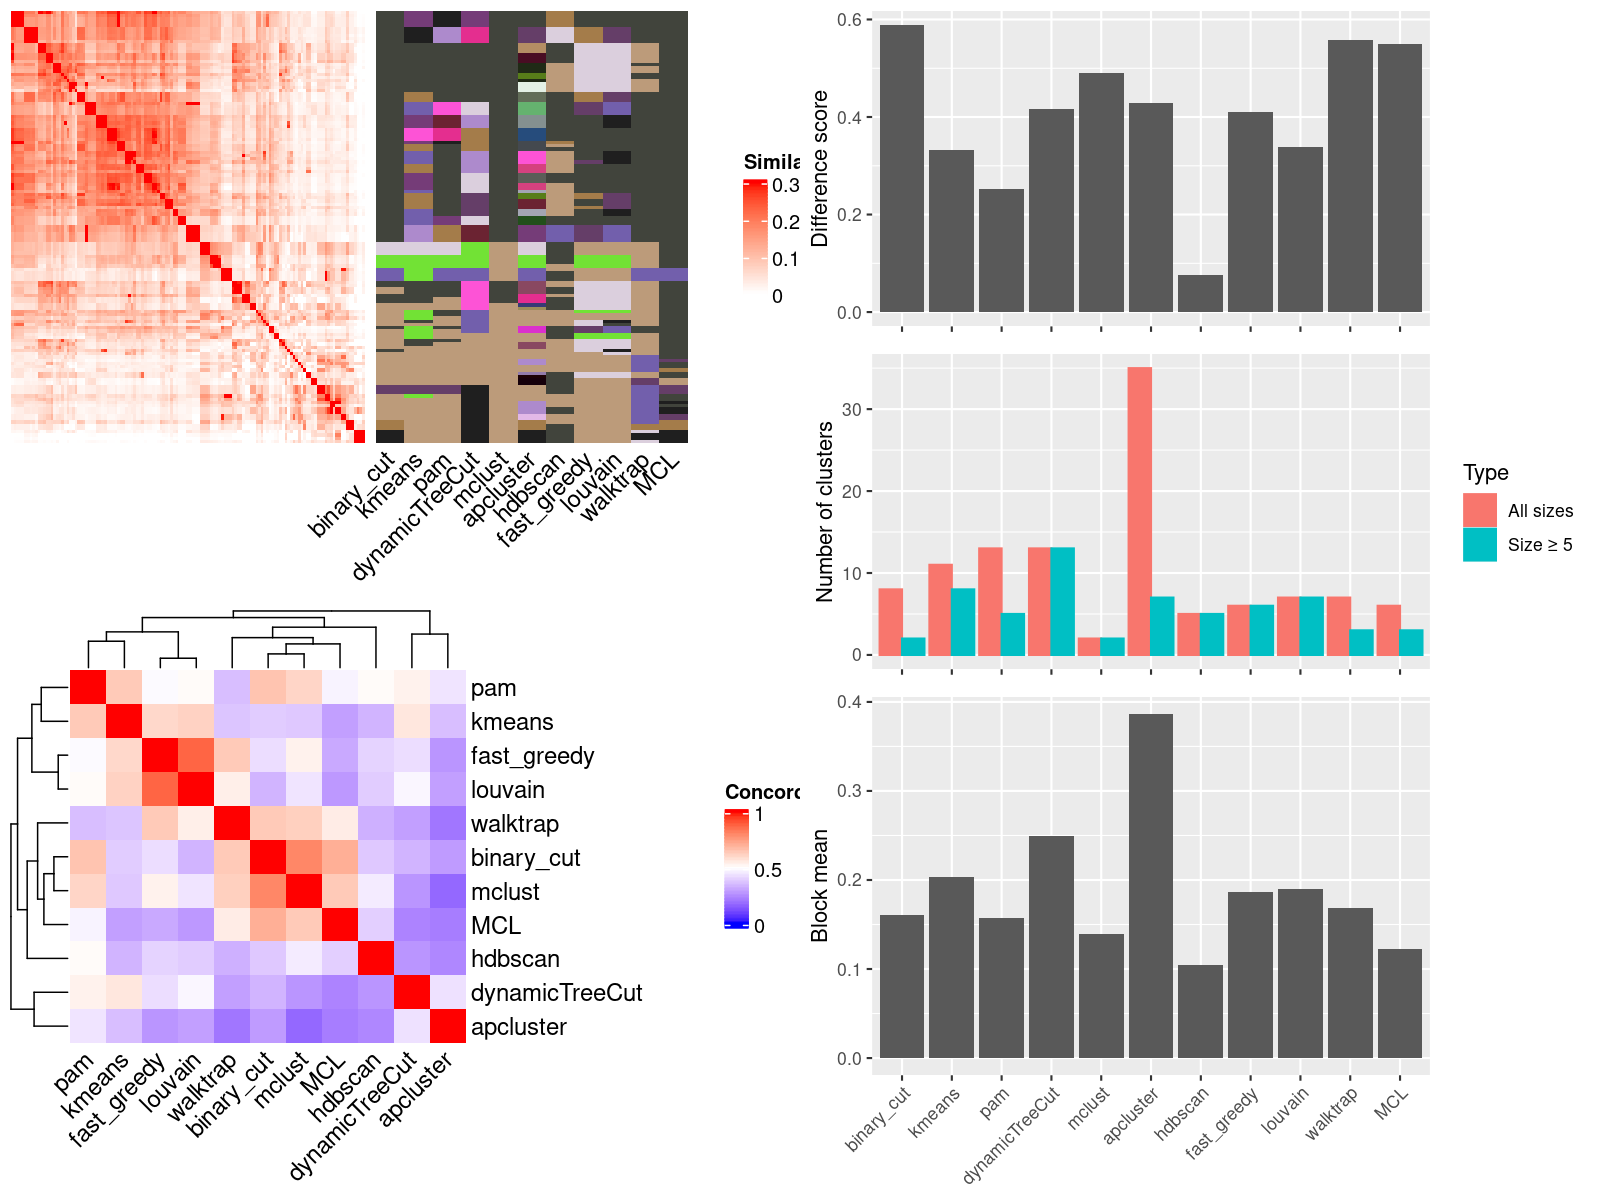 Simila
0.3
0.2
0.1
0
binary_cut
kmeans
pam
dynamicTreeCut
mclust
apcluster
hdbscan
fast_greedy
louvain
walktrap
MCL
pam
kmeans
fast_greedy
louvain
walktrap
binary_cut
mclust
MCL
hdbscan
dynamicTreeCut
apcluster
pam
kmeans
fast_greedy
louvain
walktrap
binary_cut
mclust
MCL
hdbscan
dynamicTreeCut
apcluster
Concord
1
0.5
0
Difference score
0.6
0.4
0.2
0.0
Number of clusters
30
20
10
0
Type
All sizes
Size ≥ 5
Block mean
0.4
0.3
0.2
0.1
0.0
binary_cut
kmeans
pam
dynamicTreeCut
mclust
apcluster
hdbscan
fast_greedy
louvain
walktrap
MCL